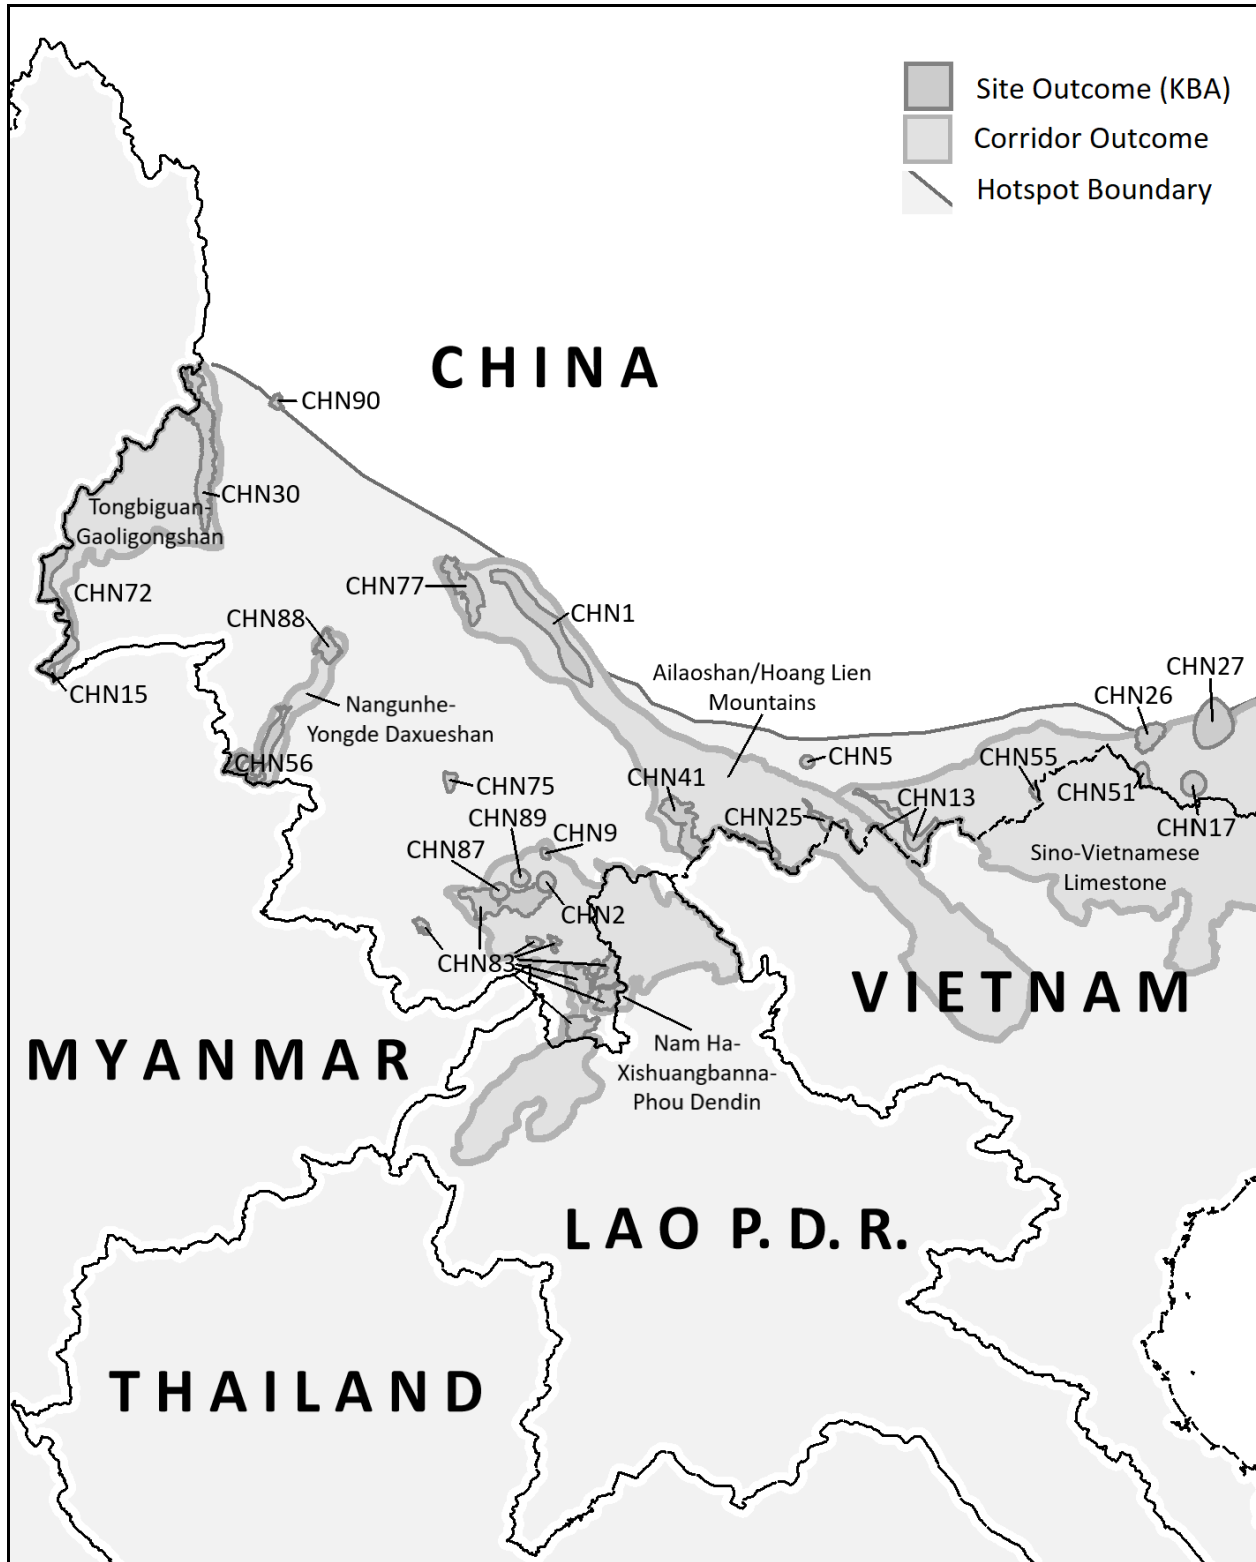 Site Outcome (KBA)
Corridor Outcome
Hotspot Boundary
CHINA
CHN90
CHN30
Tongbiguan-
Gaoligongshan
CHN72
CHN77
CHN1
CHN88
CHN15
Ailaoshan/Hoang Lien
Mountains
CHN27
CHN26
Nangunhe-
Yongde Daxueshan
CHN56
CHN5
CHN55
CHN75
CHN41
CHN51
CHN13
CHN89
CHN25
CHN17
CHN9
CHN87
Sino-Vietnamese
Limestone
CHN2
CHN83
VIETNAM
MYANMAR
Nam Ha-
Xishuangbanna-
Phou Dendin
LAO P. D. R.
THAILAND